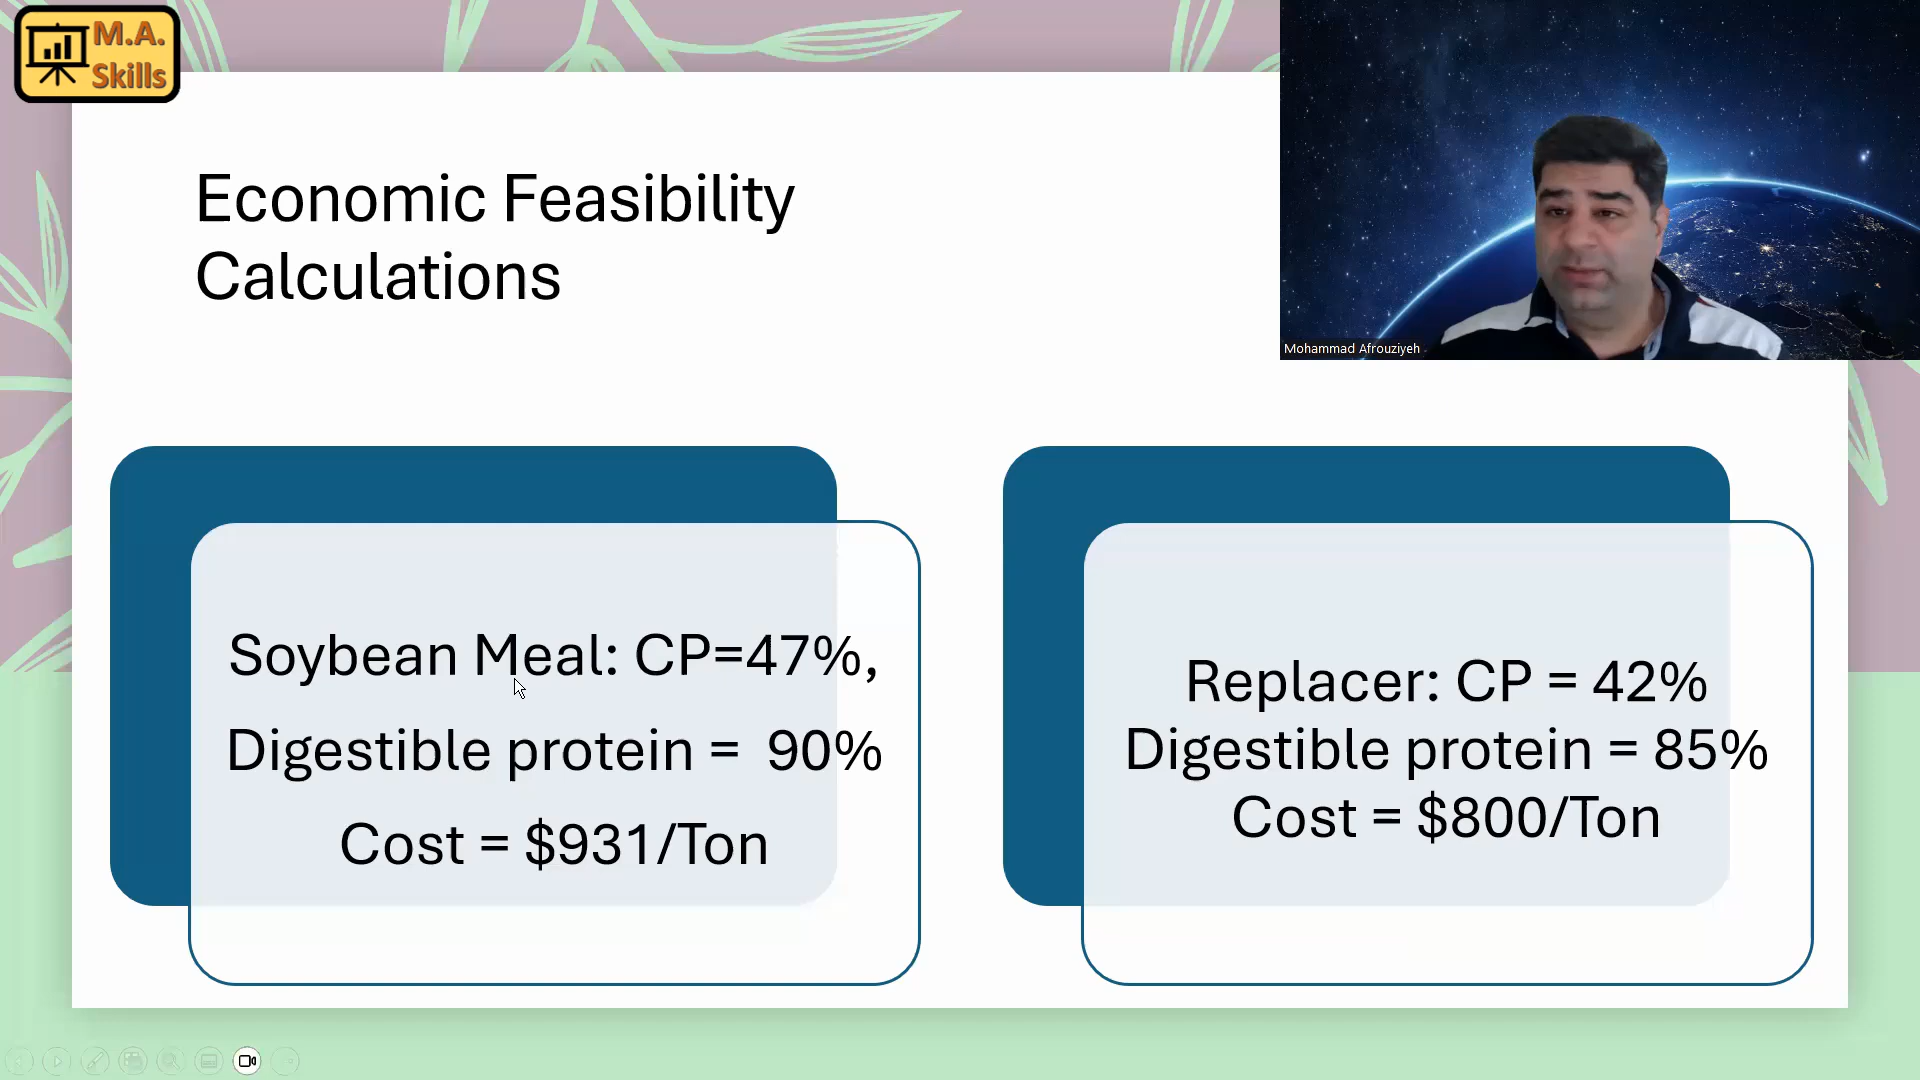 M.A.
Skills
Economic Feasibility
Calculations
Mohammad Afrouziyeh
Soybean Meal: CP=47%,
Digestible protein = 90%
Cost = $931/Ton
Replacer: CP = 42%
Digestible protein = 85%
Cost = $800/Ton